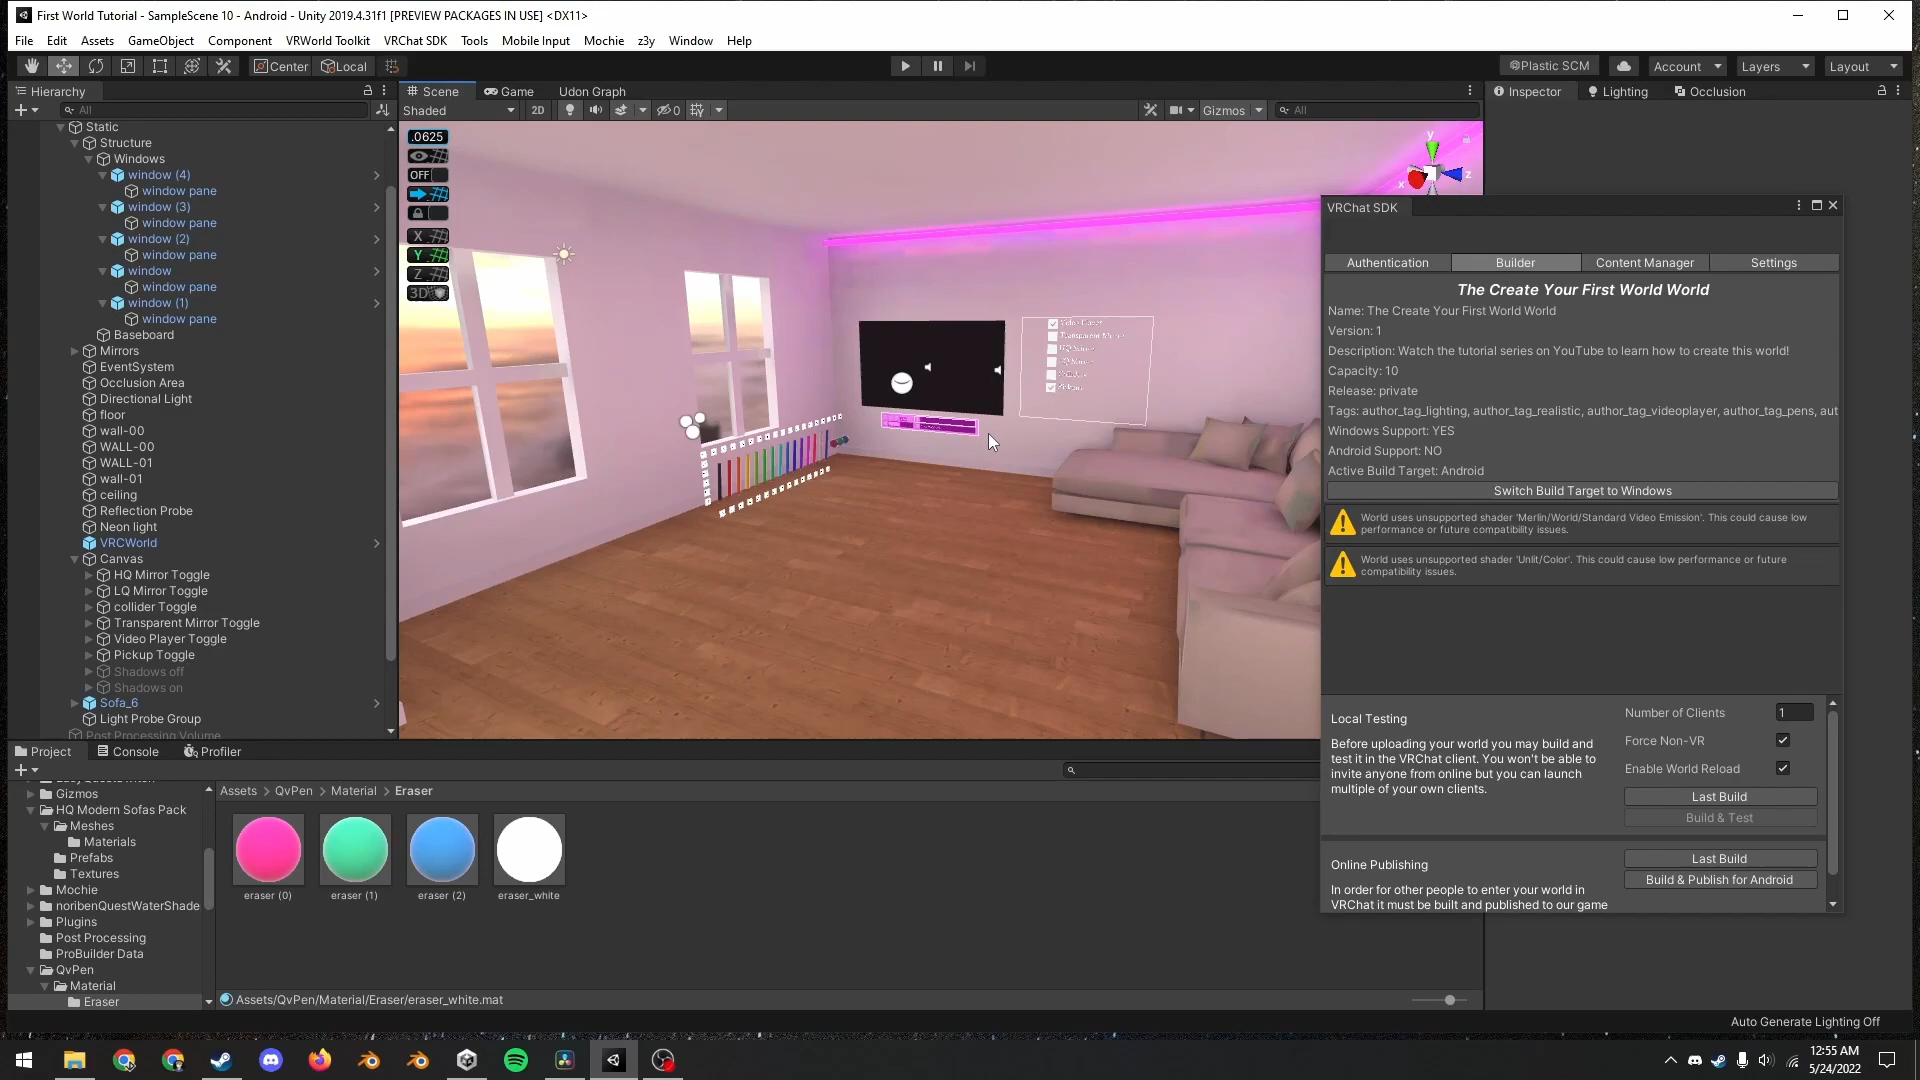 First World Tutorial - SampleScene 10 - Android - Unity 2019.4.31f1 [PREVIEW PACKAGES IN USE] <DX11>
File Edit Assets GameObject Component VRWorld Toolkit VRChat SDK Tools Mobile Input Mochie z3y Window Help
Center Local Plastic SCM Account Layers Layout
Hierarchy
All
Static
Structure
Windows
window (4)
window pane
window (3)
window pane
window (2)
window pane
window
window pane
window (1)
window pane
Baseboard
Mirrors
EventSystem
Occlusion Area
Directional Light
floor
wall-00
WALL-00
WALL-01
wall-01
ceiling
Reflection Probe
Neon light
VRCWorld
Canvas
HQ Mirror Toggle
LQ Mirror Toggle
collider Toggle
Transparent Mirror Toggle
Video Player Toggle
Pickup Toggle
Shadows off
Shadows on
Sofa_6
Light Probe Group
Post Processing Volume
Scene Game Udon Graph
Shaded 2D 0 Gizmos All
.0625
OFF
X
Y
Z
3D
y
x z
Inspector Lighting Occlusion
VRChat SDK
Authentication Builder Content Manager Settings
The Create Your First World World
Name: The Create Your First World World
Version: 1
Description: Watch the tutorial series on YouTube to learn how to create this world!
Capacity: 10
Release: private
Tags: author_tag_lighting, author_tag_realistic, author_tag_videoplayer, author_tag_pens, aut
Windows Support: YES
Android Support: NO
Active Build Target: Android
Switch Build Target to Windows
World uses unsupported shader 'Merlin/World/Standard Video Emission'. This could cause low
performance or future compatibility issues.
World uses unsupported shader 'Unlit/Color'. This could cause low performance or future
compatibility issues.
Local Testing
Before uploading your world you may build and
test it in the VRChat client. You won't be able to
invite anyone from online but you can launch
multiple of your own clients.
Number of Clients 1
Force Non-VR
Enable World Reload
Last Build
Build & Test
Online Publishing
In order for other people to enter your world in
VRChat it must be built and published to our game
Last Build
Build & Publish for Android
Project Console Profiler
Gizmos
HQ Modern Sofas Pack
Meshes
Materials
Prefabs
Textures
Mochie
noribenQuestWaterShade
Plugins
Post Processing
ProBuilder Data
QvPen
Material
Eraser
Assets > QvPen > Material > Eraser
eraser (0) eraser (1) eraser (2) eraser_white
Assets/QvPen/Material/Eraser/eraser_white.mat
Auto Generate Lighting Off
12:55 AM
5/24/2022